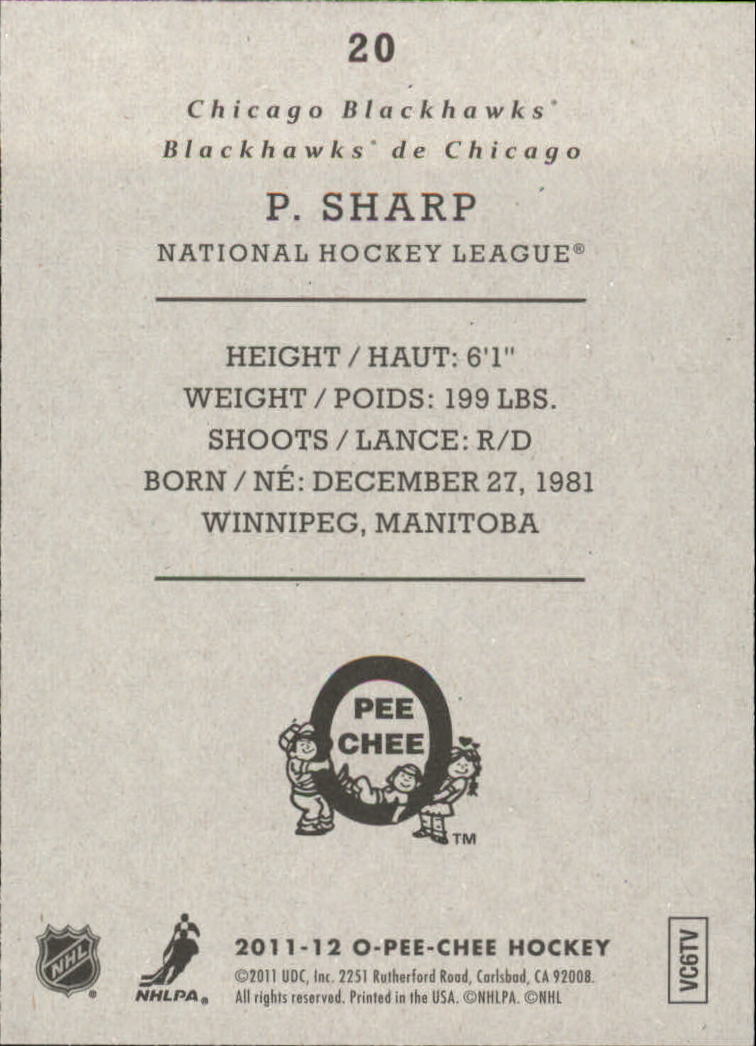 20
Chicago Blackhawks®
Blackhawks® de Chicago
P. SHARP
NATIONAL HOCKEY LEAGUE®
HEIGHT / HAUT: 6'1"
WEIGHT / POIDS: 199 LBS.
SHOOTS / LANCE: R/D
BORN / NÉ: DECEMBER 27, 1981
WINNIPEG, MANITOBA
O
PEE
CHEE
TM
NHL®
NHLPA®
2011-12 O-PEE-CHEE HOCKEY
©2011 UDC, Inc. 2251 Rutherford Road, Carlsbad, CA 92008.
All rights reserved. Printed in the USA. ©NHLPA. ©NHL
VC6TV